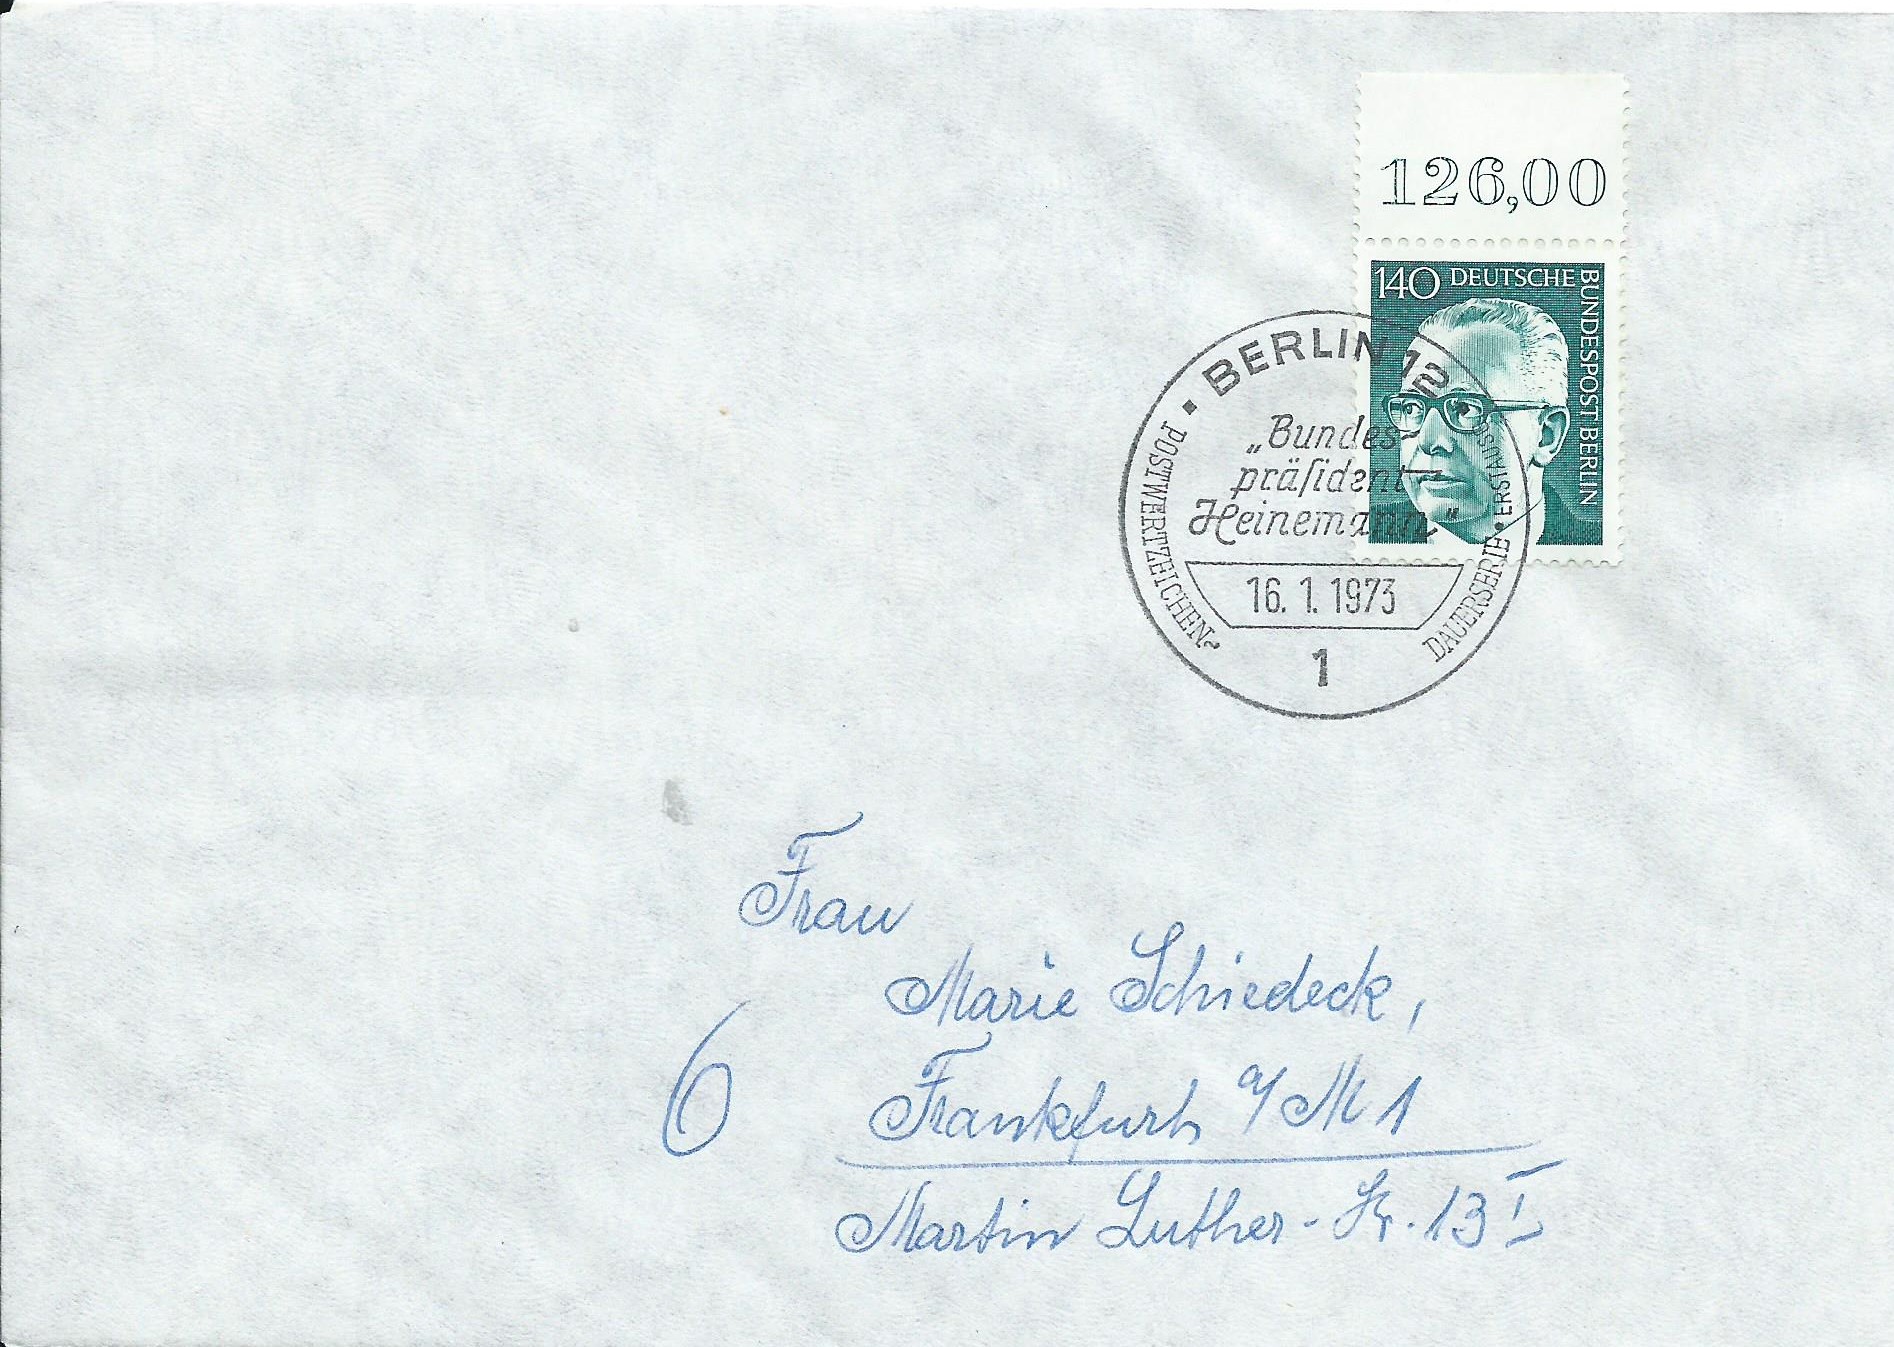 126,00
140 DEUTSCHE BUNDESPOST BERLIN
BERLIN 12
„Bundes-
präſident
Heinemann“
POSTWERTZEICHEN-
DAUERSERIE • ERSTAUSG
16. 1. 1973
1
Frau
Marie Schiedeck,
6 Frankfurt a/M 1
Martin Luther-Str. 13 I